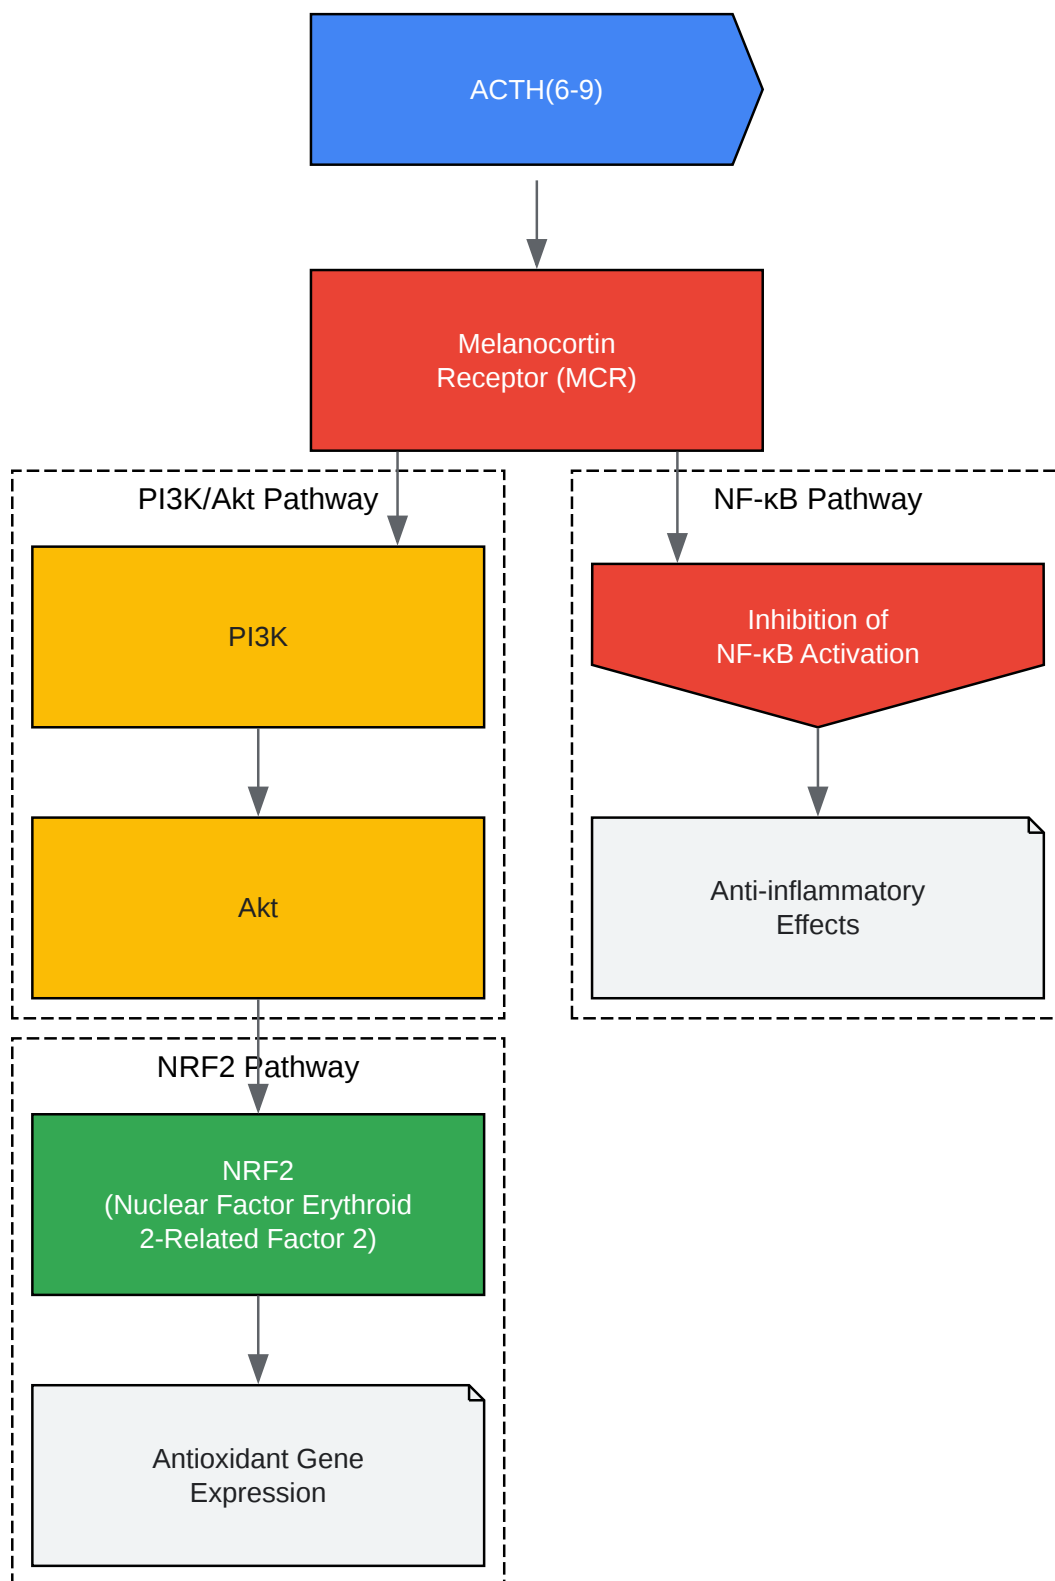 ACTH(6-9)
Melanocortin
Receptor (MCR)
PI3K/Akt Pathway
PI3K
Akt
NF-κB Pathway
Inhibition of
NF-κB Activation
Anti-inflammatory
Effects
NRF2 Pathway
NRF2
(Nuclear Factor Erythroid
2-Related Factor 2)
Antioxidant Gene
Expression